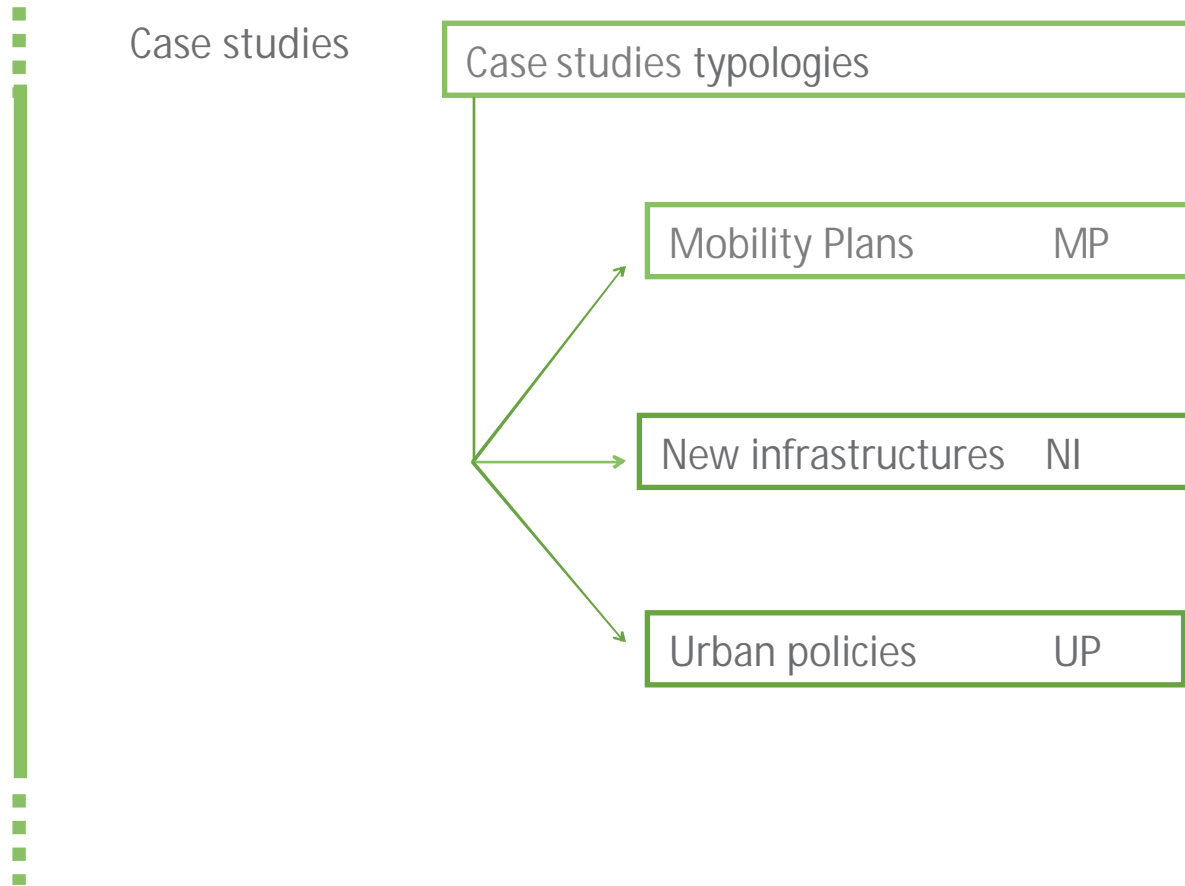 Case studies
Case studies typologies
Mobility Plans MP
New infrastructures NI
Urban policies UP